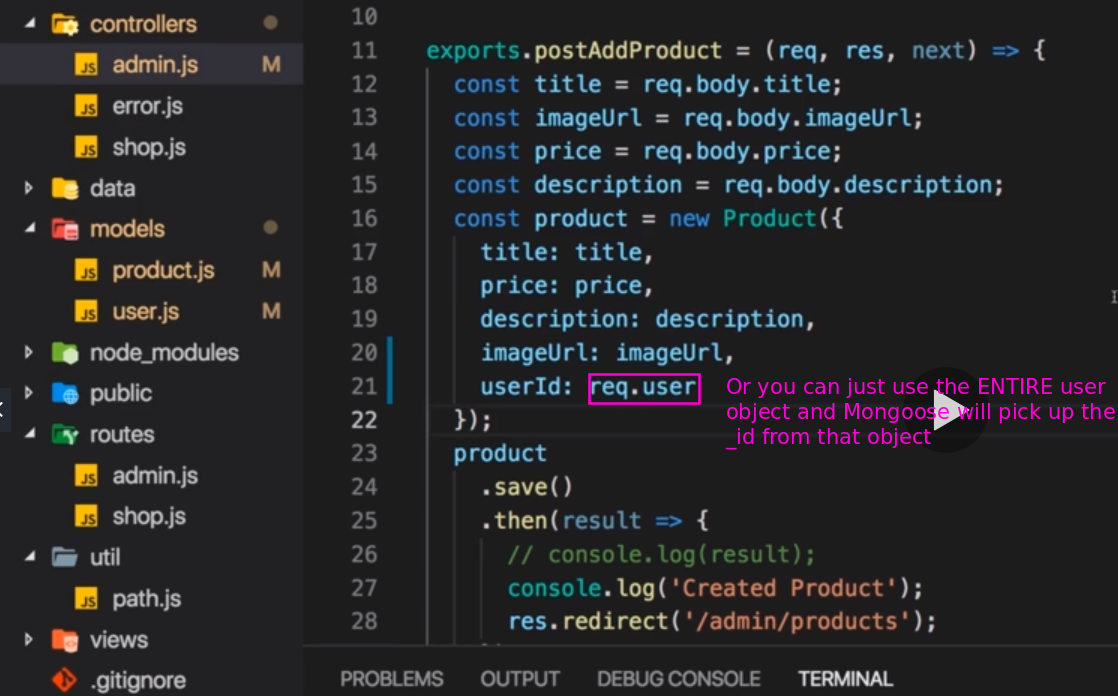 controllers
admin.js M
error.js
shop.js
data
models
product.js M
user.js M
node_modules
public
routes
admin.js
shop.js
util
path.js
views
.gitignore
10
11 exports.postAddProduct = (req, res, next) => {
12 const title = req.body.title;
13 const imageUrl = req.body.imageUrl;
14 const price = req.body.price;
15 const description = req.body.description;
16 const product = new Product({
17 title: title,
18 price: price,
19 description: description,
20 imageUrl: imageUrl,
21 userId: req.user
22 });
23 product
24 .save()
25 .then(result => {
26 // console.log(result);
27 console.log('Created Product');
28 res.redirect('/admin/products');
Or you can just use the ENTIRE user
object and Mongoose will pick up the
_id from that object
PROBLEMS OUTPUT DEBUG CONSOLE TERMINAL